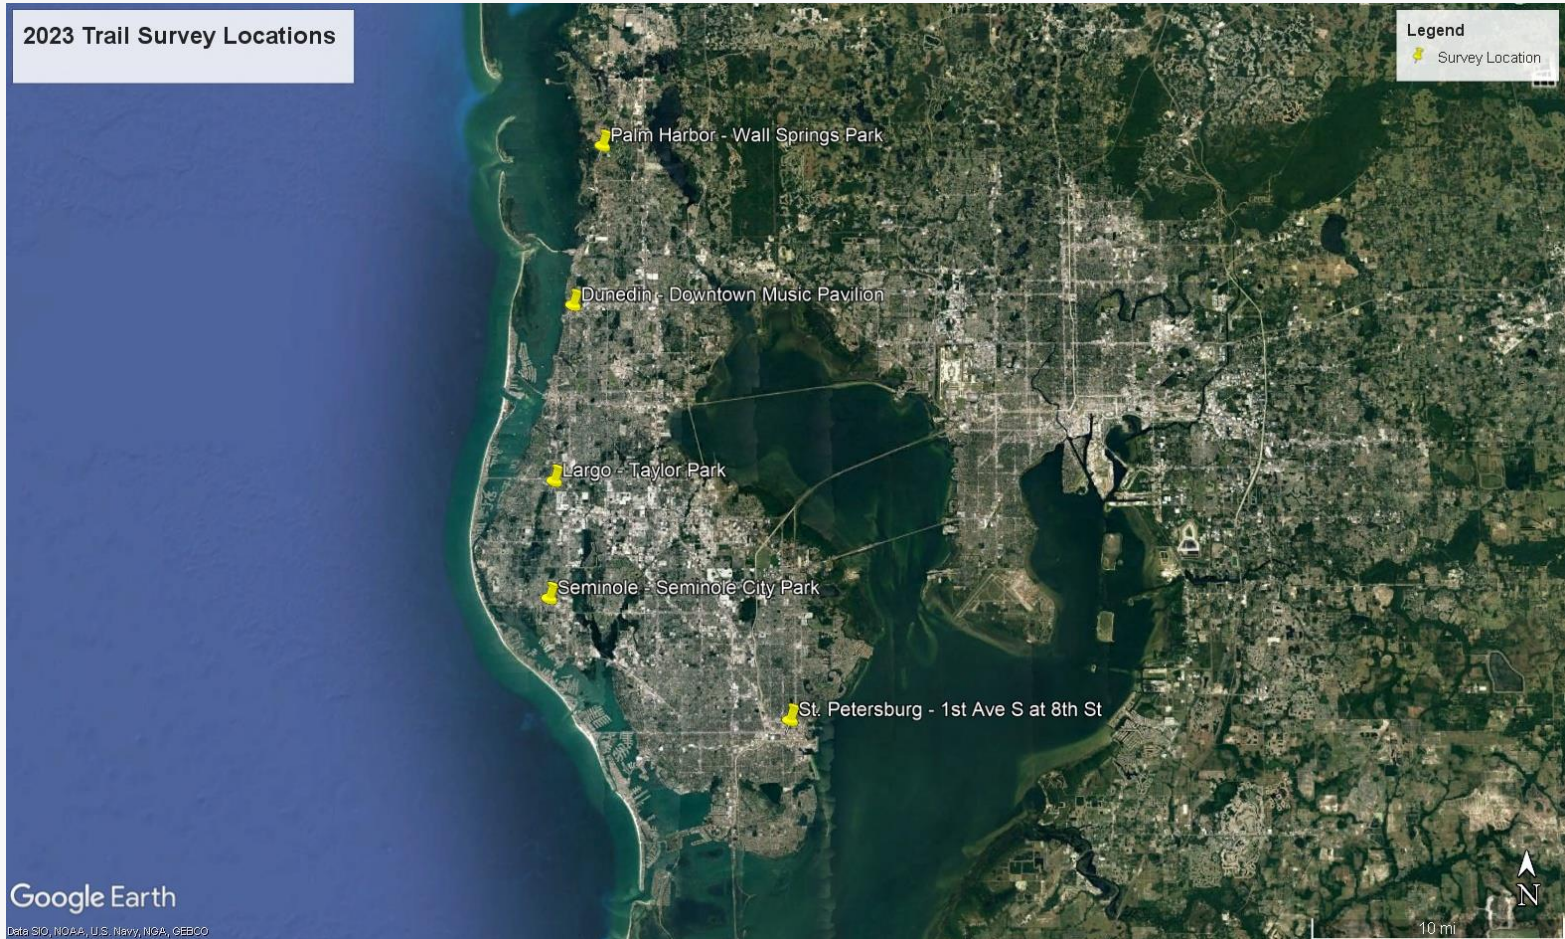 2023 Trail Survey Locations
Legend
Survey Location
Palm Harbor - Wall Springs Park
Dunedin - Downtown Music Pavilion
Largo - Taylor Park
Seminole - Seminole City Park
St. Petersburg - 1st Ave S at 8th St
Google Earth
N
Data SIO, NOAA, U.S. Navy, NGA, GEBCO
10 mi